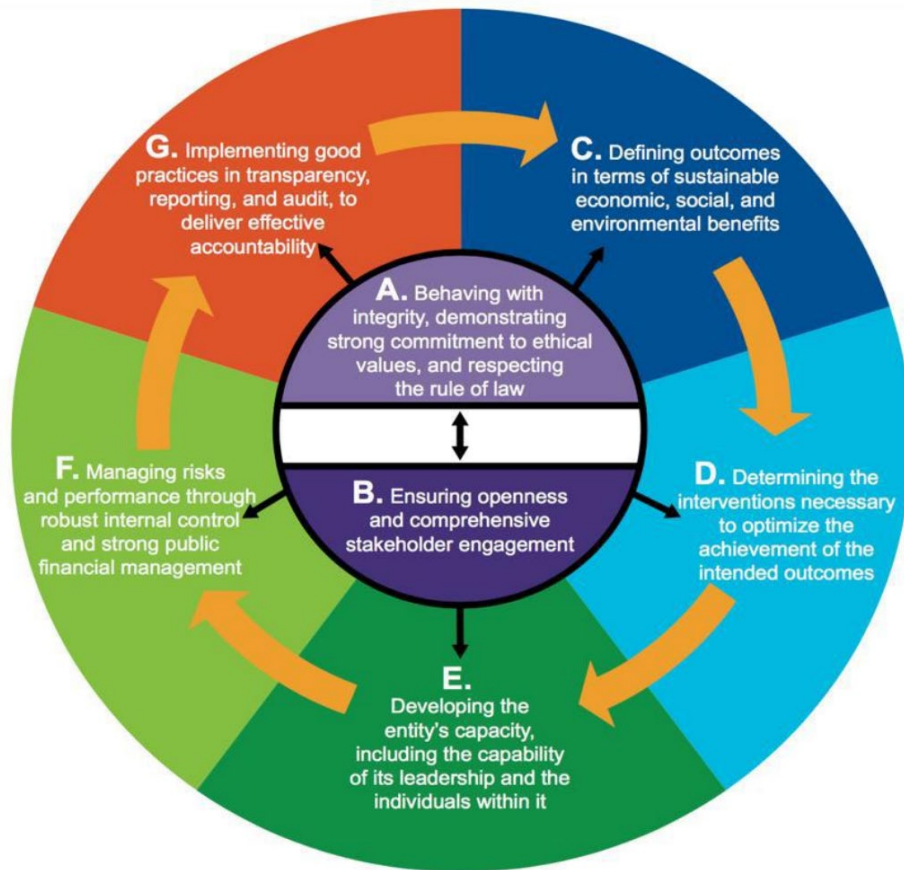 G. Implementing good
practices in transparency,
reporting, and audit, to
deliver effective
accountability
C. Defining outcomes
in terms of sustainable
economic, social, and
environmental benefits
A. Behaving with
integrity, demonstrating
strong commitment to ethical
values, and respecting
the rule of law
B. Ensuring openness
and comprehensive
stakeholder engagement
F. Managing risks
and performance through
robust internal control
and strong public
financial management
D. Determining the
interventions necessary
to optimize the
achievement of the
intended outcomes
E.
Developing the
entity's capacity,
including the capability
of its leadership and the
individuals within it